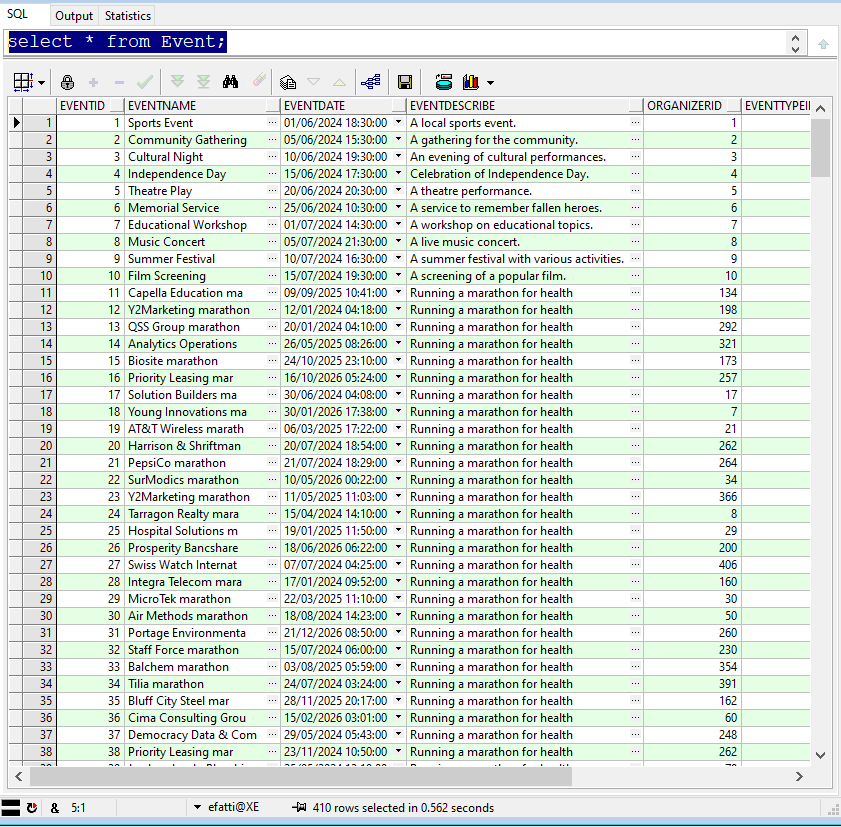 SQL Output Statistics
select * from Event;
EVENTID EVENTNAME EVENTDATE EVENTDESCRIBE ORGANIZERID EVENTTYPEI
1 1 Sports Event 01/06/2024 18:30:00 A local sports event. 1
2 2 Community Gathering 05/06/2024 15:30:00 A gathering for the community. 2
3 3 Cultural Night 10/06/2024 19:30:00 An evening of cultural performances. 3
4 4 Independence Day 15/06/2024 17:30:00 Celebration of Independence Day. 4
5 5 Theatre Play 20/06/2024 20:30:00 A theatre performance. 5
6 6 Memorial Service 25/06/2024 10:30:00 A service to remember fallen heroes. 6
7 7 Educational Workshop 01/07/2024 14:30:00 A workshop on educational topics. 7
8 8 Music Concert 05/07/2024 21:30:00 A live music concert. 8
9 9 Summer Festival 10/07/2024 16:30:00 A summer festival with various activities. 9
10 10 Film Screening 15/07/2024 19:30:00 A screening of a popular film. 10
11 11 Capella Education ma 09/09/2025 10:41:00 Running a marathon for health 134
12 12 Y2Marketing marathon 12/01/2024 04:18:00 Running a marathon for health 198
13 13 QSS Group marathon 20/01/2024 04:10:00 Running a marathon for health 292
14 14 Analytics Operations 26/05/2025 08:26:00 Running a marathon for health 321
15 15 Biosite marathon 24/10/2025 23:10:00 Running a marathon for health 173
16 16 Priority Leasing mar 16/10/2026 05:24:00 Running a marathon for health 257
17 17 Solution Builders ma 30/06/2024 04:08:00 Running a marathon for health 17
18 18 Young Innovations ma 30/01/2026 17:38:00 Running a marathon for health 7
19 19 AT&T Wireless marath 06/03/2025 17:22:00 Running a marathon for health 21
20 20 Harrison & Shriftman 20/07/2024 18:54:00 Running a marathon for health 262
21 21 PepsiCo marathon 21/07/2024 18:29:00 Running a marathon for health 264
22 22 SurModics marathon 10/05/2026 00:22:00 Running a marathon for health 34
23 23 Y2Marketing marathon 11/05/2025 11:03:00 Running a marathon for health 366
24 24 Tarragon Realty mara 15/04/2024 14:10:00 Running a marathon for health 8
25 25 Hospital Solutions m 19/01/2025 11:50:00 Running a marathon for health 29
26 26 Prosperity Bancshare 18/06/2026 06:22:00 Running a marathon for health 200
27 27 Swiss Watch Internat 07/07/2024 04:25:00 Running a marathon for health 406
28 28 Integra Telecom mara 17/01/2024 09:52:00 Running a marathon for health 160
29 29 MicroTek marathon 22/03/2025 11:10:00 Running a marathon for health 30
30 30 Air Methods marathon 18/08/2024 14:23:00 Running a marathon for health 50
31 31 Portage Environmenta 21/12/2026 08:50:00 Running a marathon for health 260
32 32 Staff Force marathon 15/07/2024 06:00:00 Running a marathon for health 230
33 33 Balchem marathon 03/08/2025 05:59:00 Running a marathon for health 354
34 34 Tilia marathon 24/07/2024 03:24:00 Running a marathon for health 391
35 35 Bluff City Steel mar 28/11/2025 20:17:00 Running a marathon for health 162
36 36 Cima Consulting Grou 15/02/2026 03:01:00 Running a marathon for health 60
37 37 Democracy Data & Com 29/05/2024 05:43:00 Running a marathon for health 248
38 38 Priority Leasing mar 23/11/2024 10:50:00 Running a marathon for health 262
& 5:1 efatti@XE 410 rows selected in 0.562 seconds